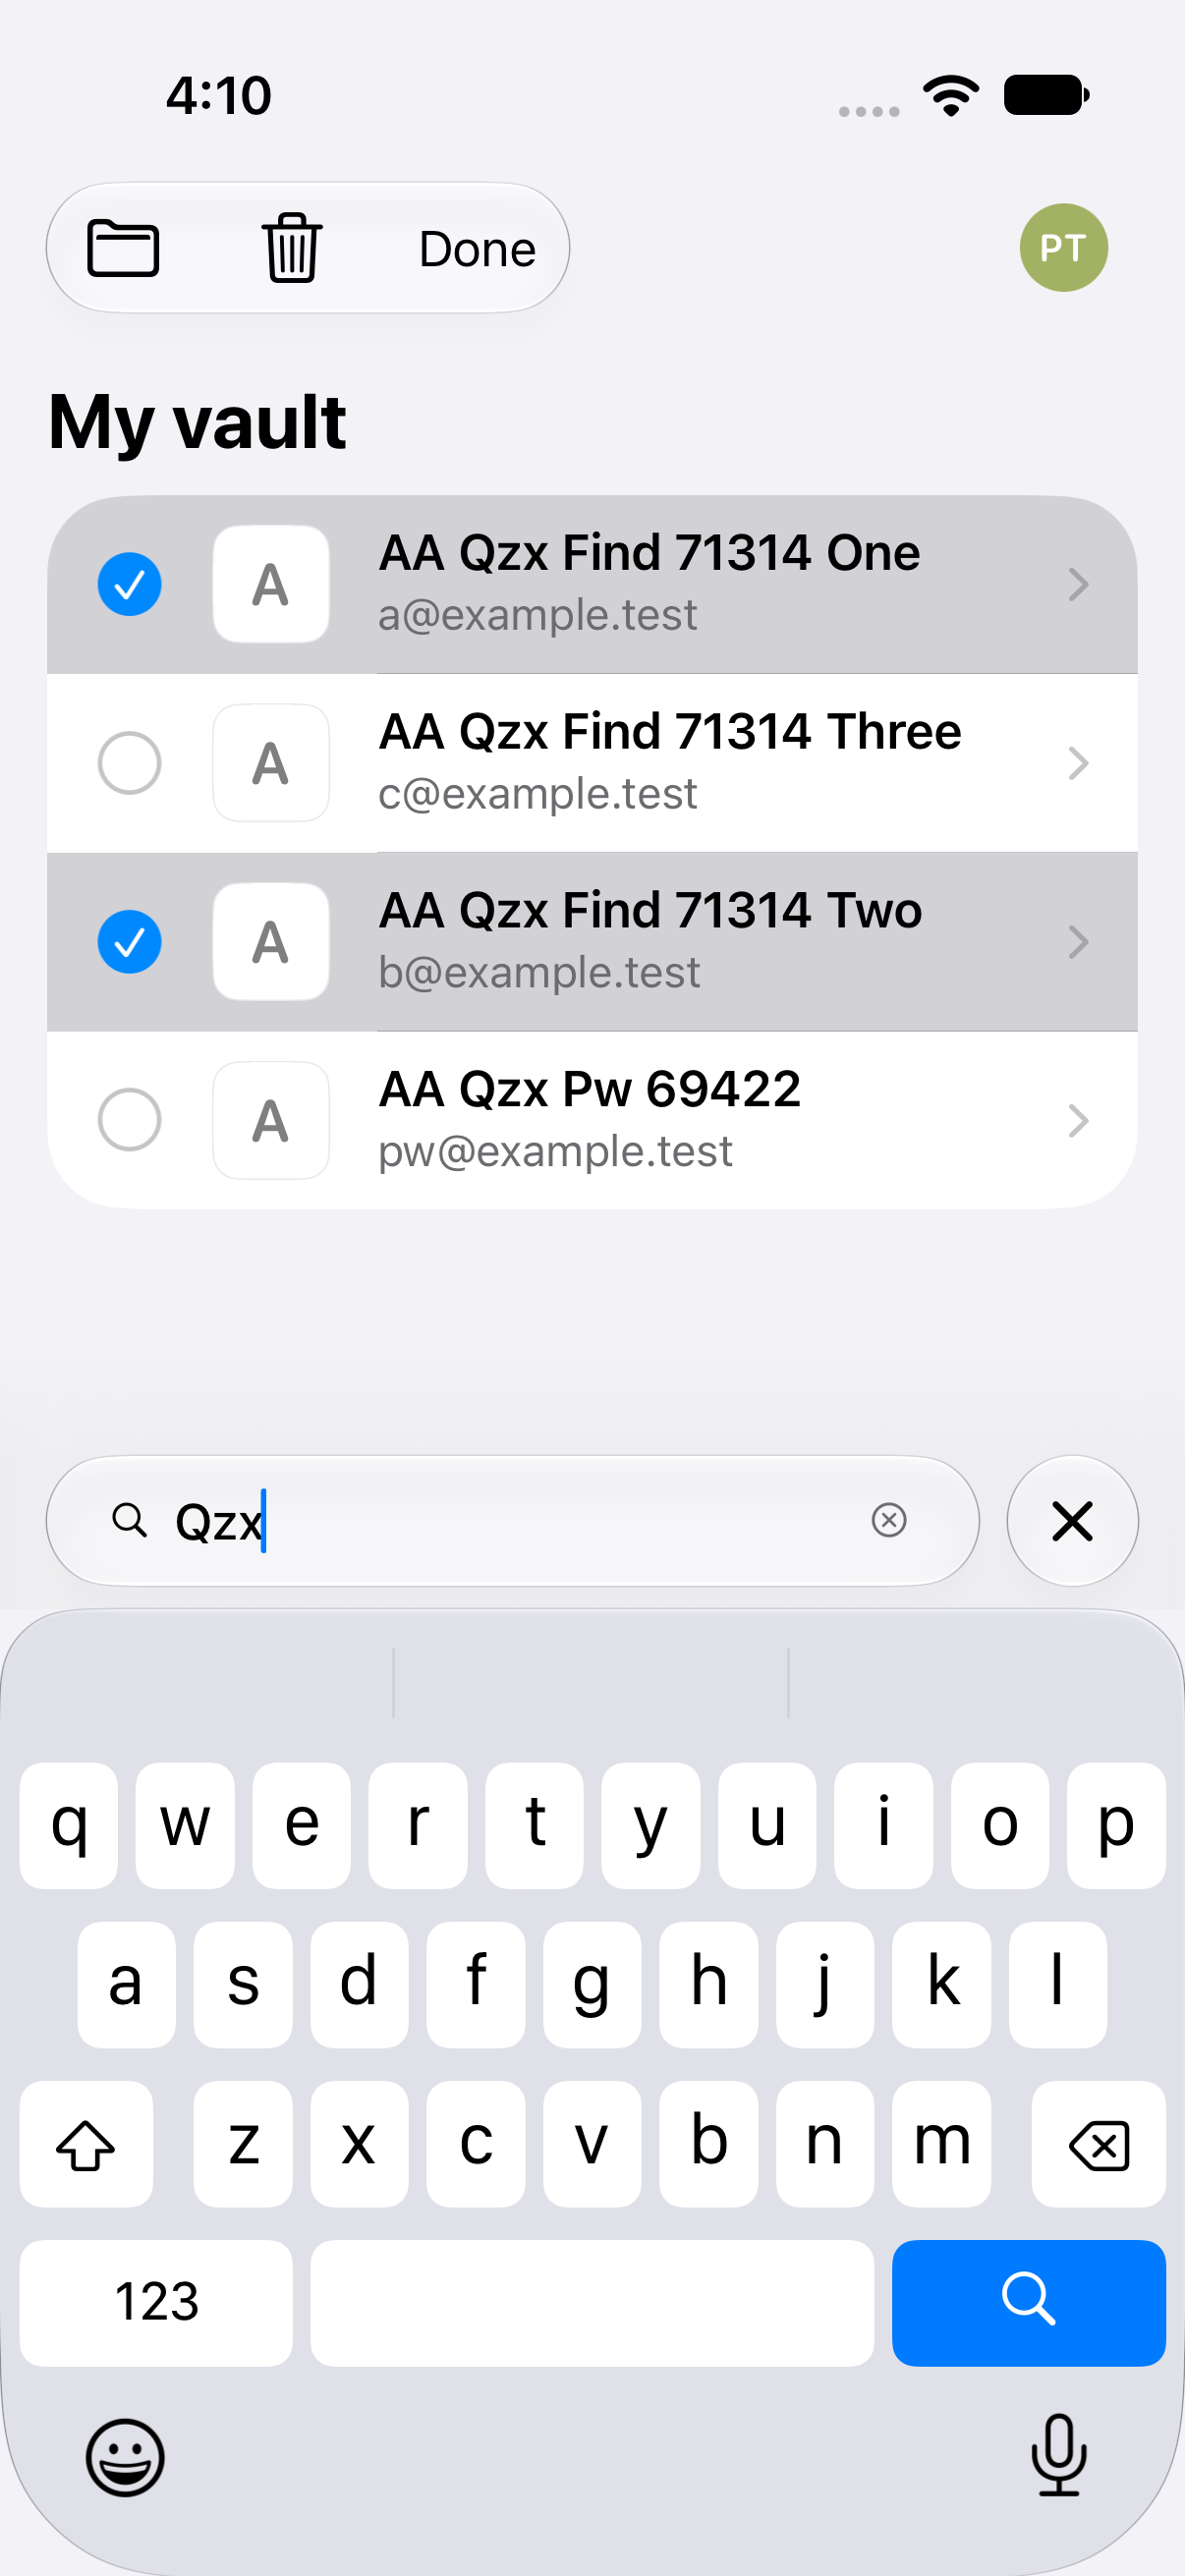 4:10
Done
PT
My vault
A
AA Qzx Find 71314 One
a@example.test
A
AA Qzx Find 71314 Three
c@example.test
A
AA Qzx Find 71314 Two
b@example.test
A
AA Qzx Pw 69422
pw@example.test
Qzx
q w e r t y u i o p
a s d f g h j k l
z x c v b n m
123